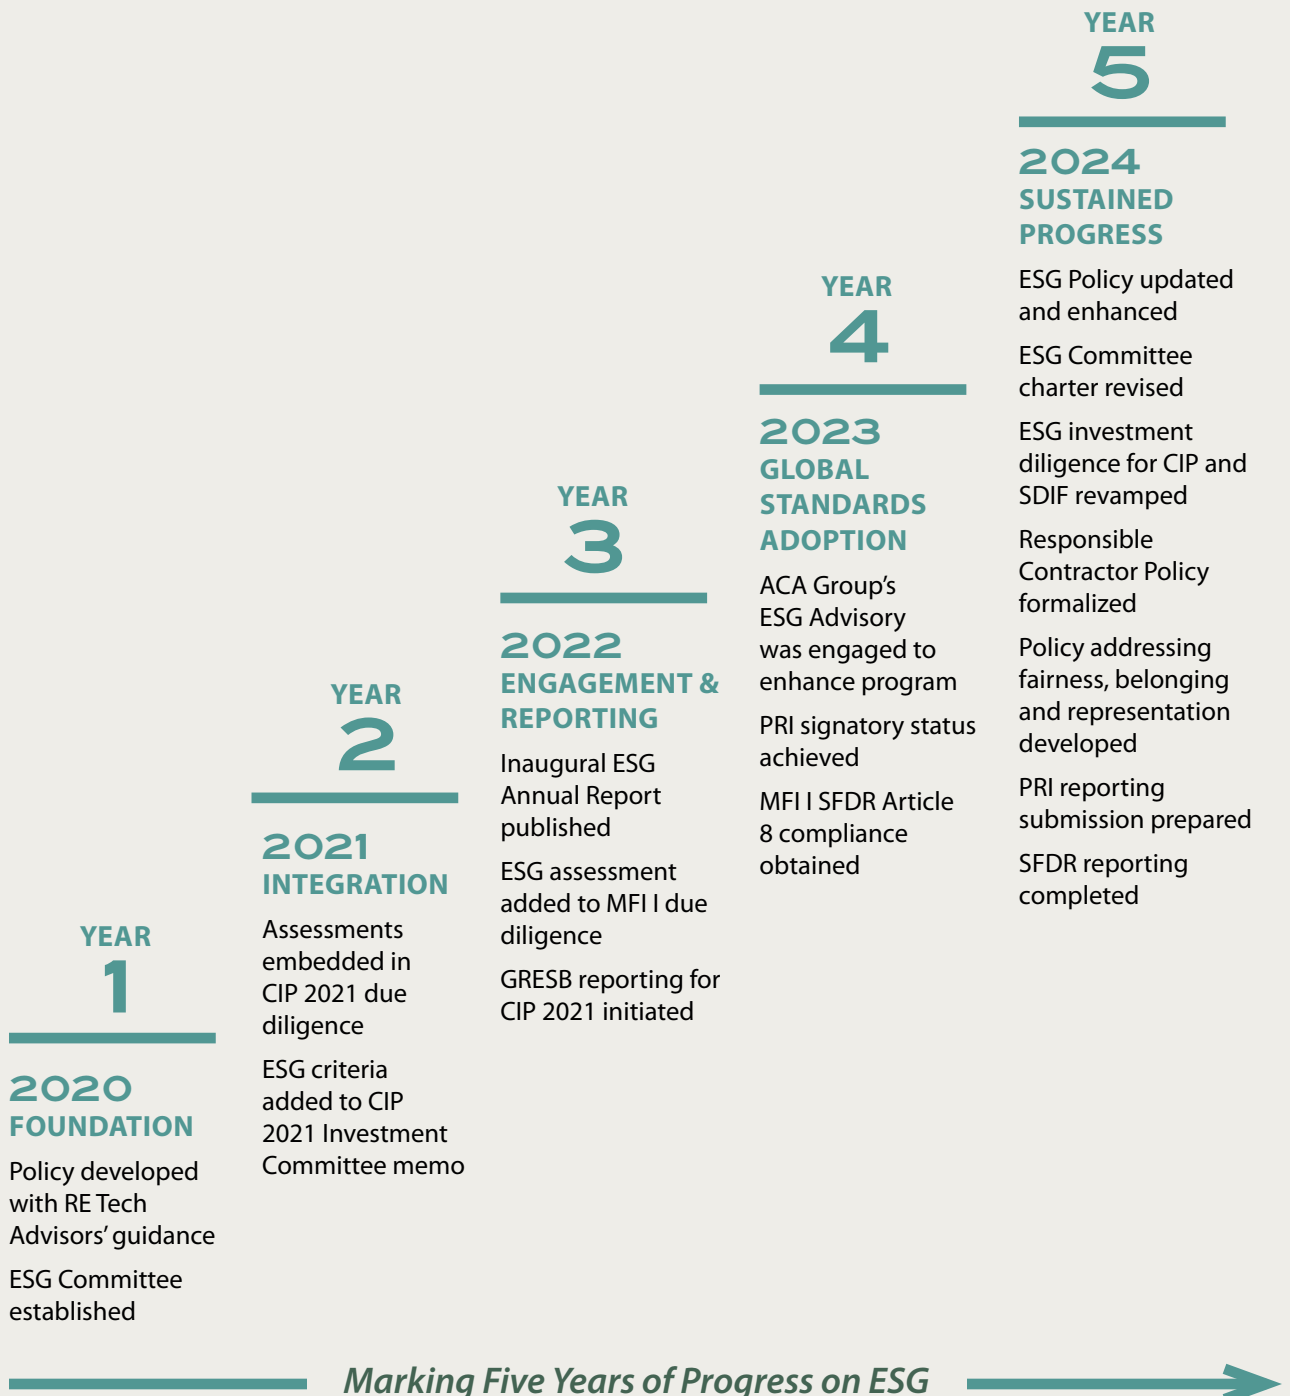 YEAR
1
2020
FOUNDATION
Policy developed
with RE Tech
Advisors’ guidance
ESG Committee
established
YEAR
2
2021
INTEGRATION
Assessments
embedded in
CIP 2021 due
diligence
ESG criteria
added to CIP
2021 Investment
Committee memo
YEAR
3
2022
ENGAGEMENT &
REPORTING
Inaugural ESG
Annual Report
published
ESG assessment
added to MFI I due
diligence
GRESB reporting for
CIP 2021 initiated
YEAR
4
2023
GLOBAL
STANDARDS
ADOPTION
ACA Group’s
ESG Advisory
was engaged to
enhance program
PRI signatory status
achieved
MFI I SFDR Article
8 compliance
obtained
YEAR
5
2024
SUSTAINED
PROGRESS
ESG Policy updated
and enhanced
ESG Committee
charter revised
ESG investment
diligence for CIP and
SDIF revamped
Responsible
Contractor Policy
formalized
Policy addressing
fairness, belonging
and representation
developed
PRI reporting
submission prepared
SFDR reporting
completed
Marking Five Years of Progress on ESG